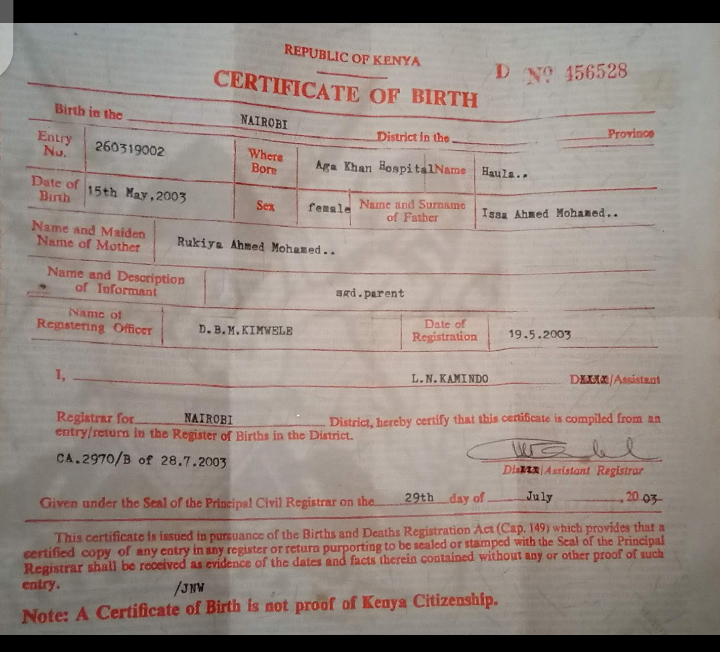 REPUBLIC OF KENYA
D Nº 456528
CERTIFICATE OF BIRTH
Birth in the NAIROBI District in the Province
Entry No. 260319002 Where Born Aga Khan Hospital Name Haula..
Date of Birth 15th May,2003 Sex female Name and Surname of Father Issa Ahmed Mohamed..
Name and Maiden Name of Mother Rukiya Ahmed Mohamed..
Name and Description of Informant sgd.parent
Name of Registering Officer D.B.M.KIMWELE Date of Registration 19.5.2003
I, L.N.KAMINDO Dxxxx/Assistant
Registrar for NAIROBI District, hereby certify that this certificate is compiled from an
entry/return in the Register of Births in the District.
CA.2970/B of 28.7.2003
Disxxx/Assistant Registrar
Given under the Seal of the Principal Civil Registrar on the 29th day of July, 2003
This certificate is issued in pursuance of the Births and Deaths Registration Act (Cap. 149) which provides that a
certified copy of any entry in any register or return purporting to be sealed or stamped with the Seal of the Principal
Registrar shall be received as evidence of the dates and facts therein contained without any or other proof of such
entry.
/JNW
Note: A Certificate of Birth is not proof of Kenya Citizenship.